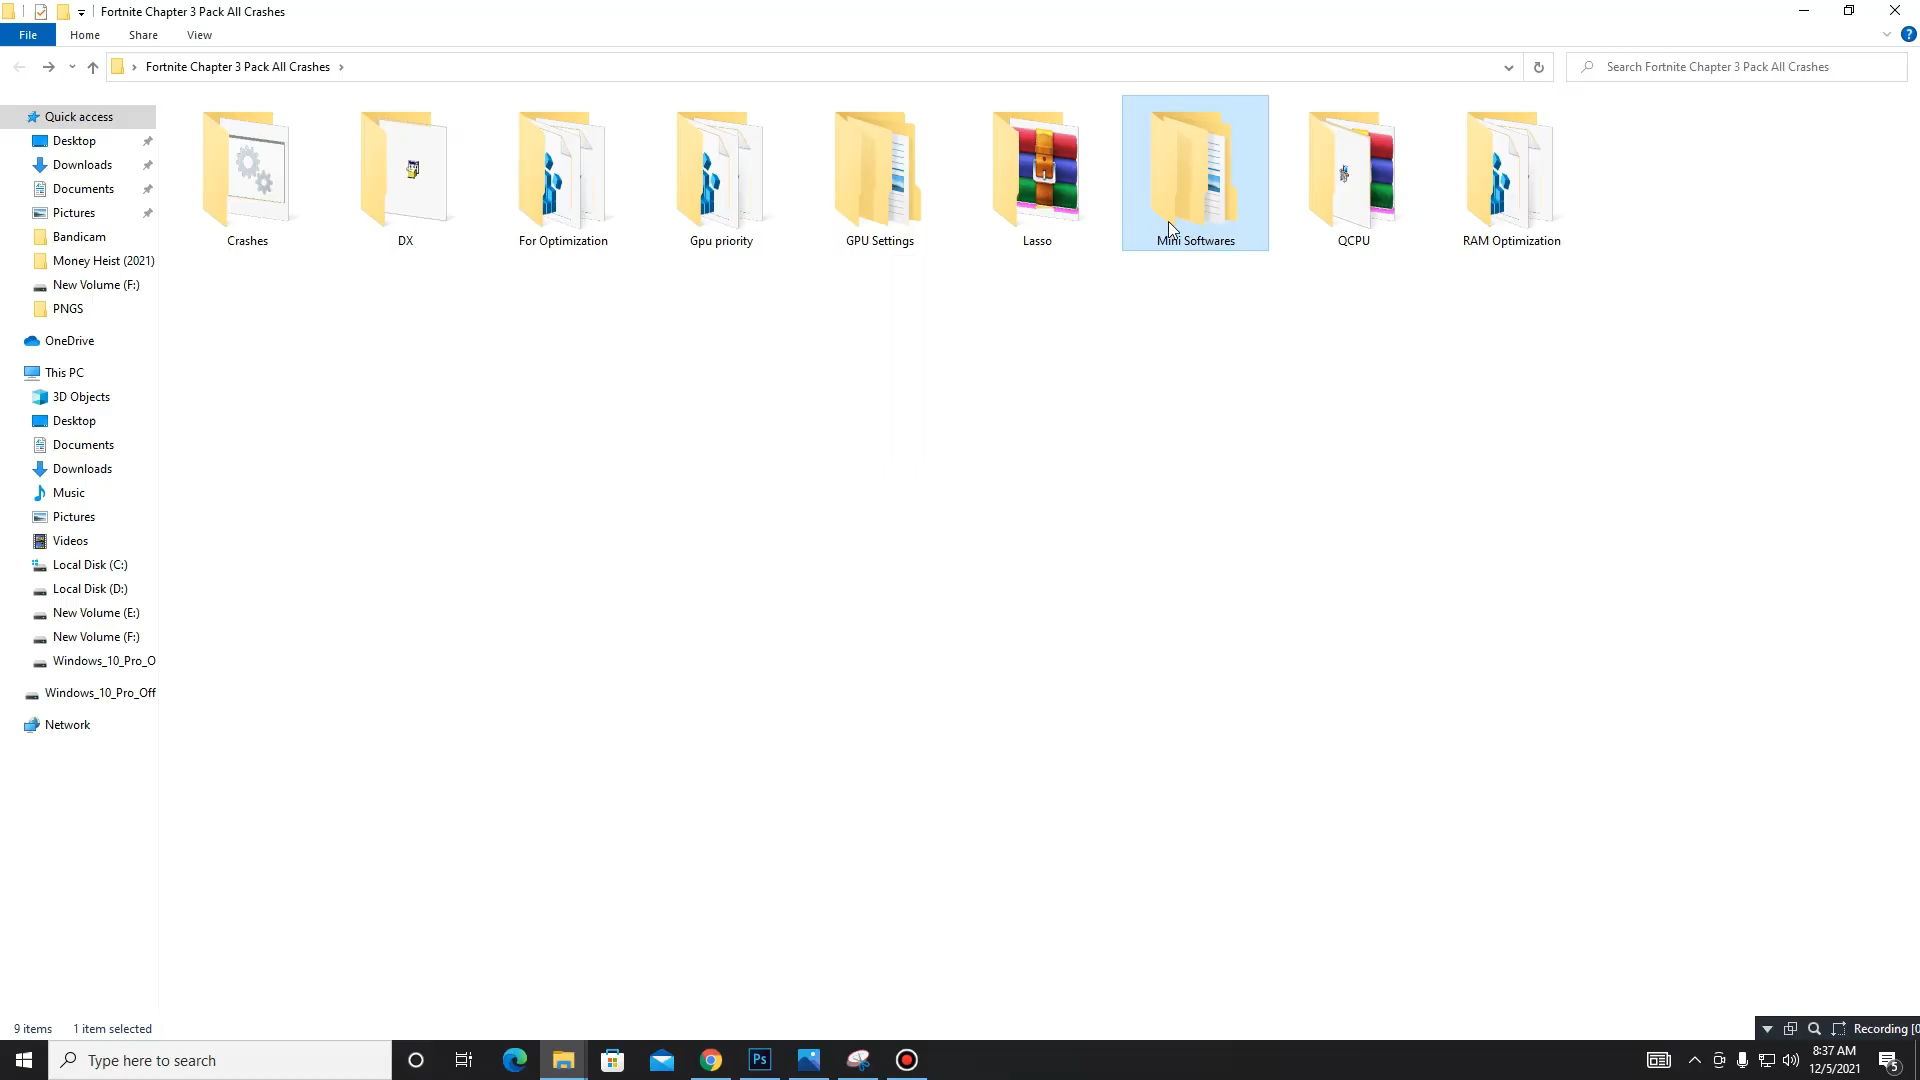 Fortnite Chapter 3 Pack All Crashes
File Home Share View
Fortnite Chapter 3 Pack All Crashes
Search Fortnite Chapter 3 Pack All Crashes
Quick access
Desktop
Downloads
Documents
Pictures
Bandicam
Money Heist (2021)
New Volume (F:)
PNGS
OneDrive
This PC
3D Objects
Desktop
Documents
Downloads
Music
Pictures
Videos
Local Disk (C:)
Local Disk (D:)
New Volume (E:)
New Volume (F:)
Windows_10_Pro_O
Windows_10_Pro_Off
Network
Crashes
DX
For Optimization
Gpu priority
GPU Settings
Lasso
Mini Softwares
QCPU
RAM Optimization
9 items 1 item selected
Recording [0
Type here to search
Ps
8:37 AM
12/5/2021
5